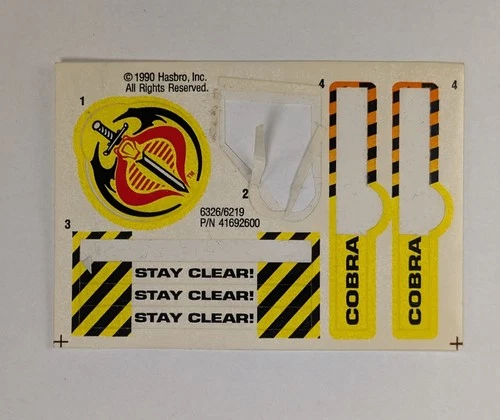 © 1990 Hasbro, Inc.
All Rights Reserved.
1
4
4
2
6326/6219
P/N 41692600
3
STAY CLEAR!
STAY CLEAR!
STAY CLEAR!
COBRA
COBRA
TM